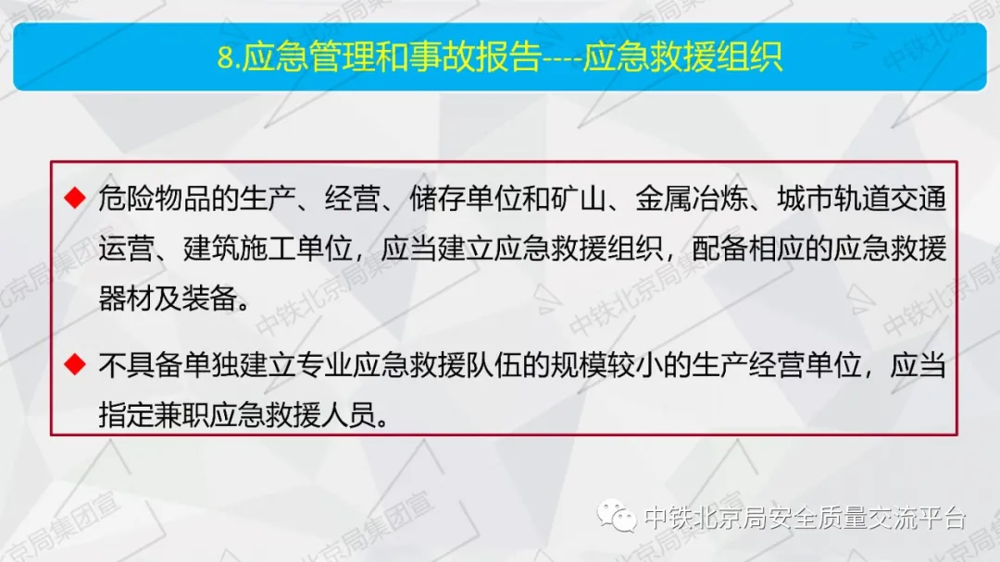 8.应急管理和事故报告----应急救援组织
危险物品的生产、经营、储存单位和矿山、金属冶炼、城市轨道交通
运营、建筑施工单位，应当建立应急救援组织，配备相应的应急救援
器材及装备。
不具备单独建立专业应急救援队伍的规模较小的生产经营单位，应当
指定兼职应急救援人员。
中铁北京局安全质量交流平台